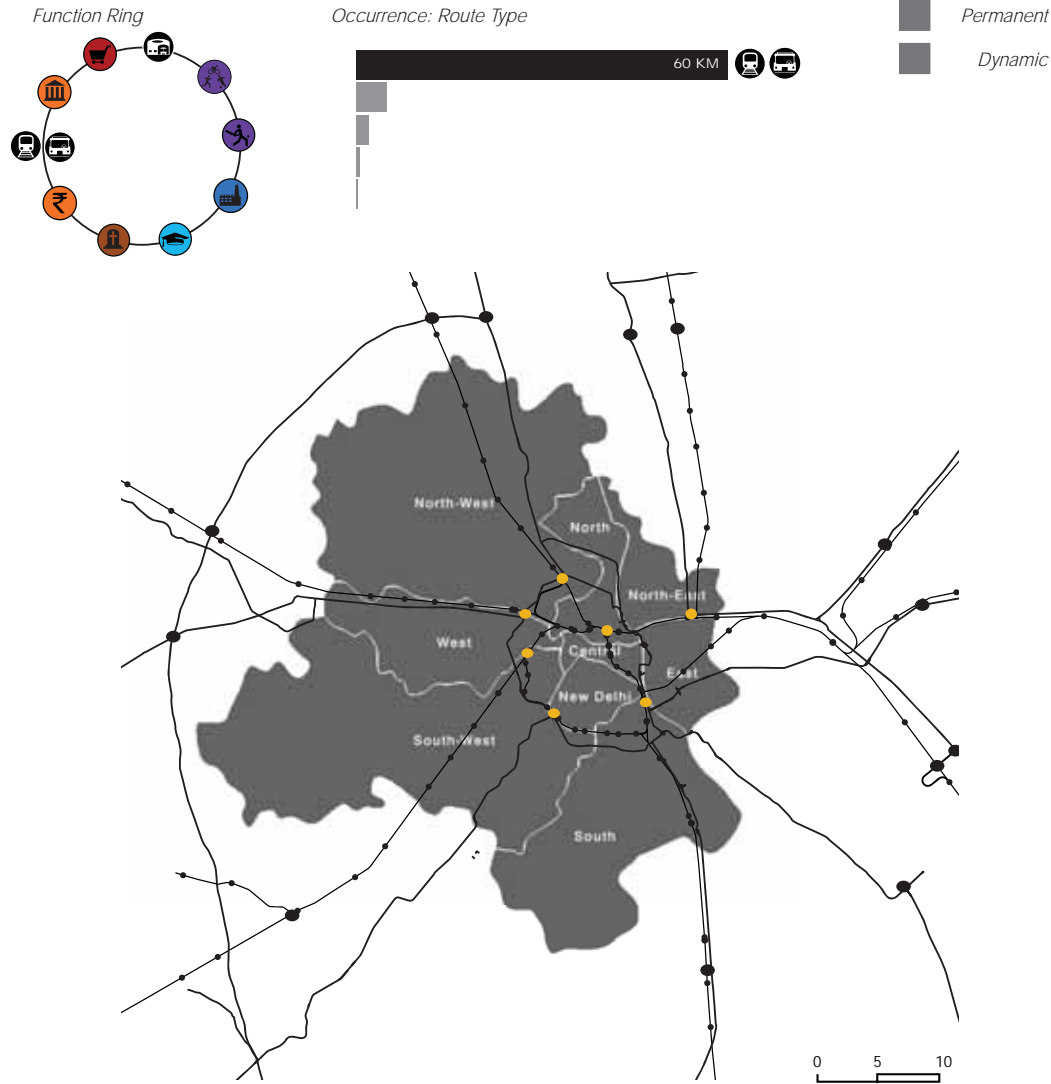 Function Ring
Occurrence: Route Type
Permanent
Dynamic
60 KM
₹
North-West
North
North-East
West
Central
East
New Delhi
South-West
South
0 5 10